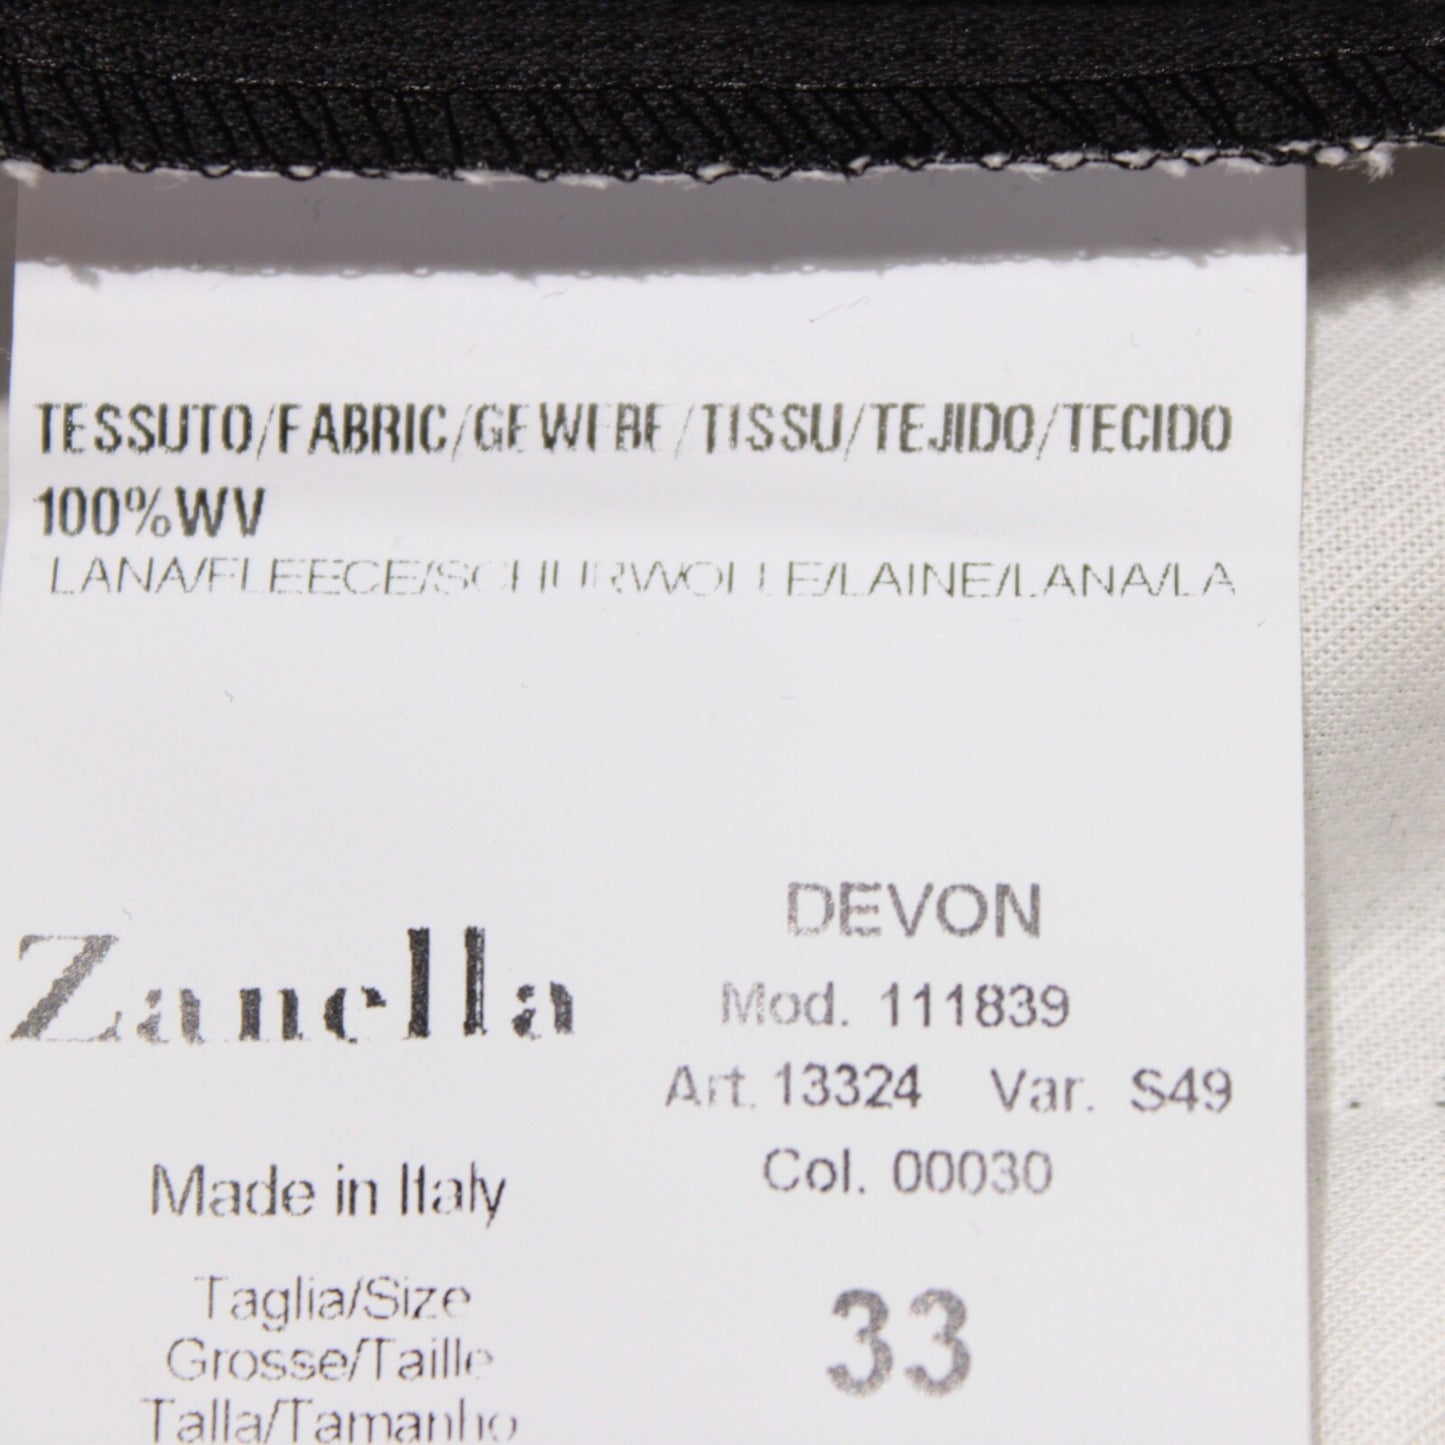 TESSUTO/FABRIC/GEWEBE/TISSU/TEJIDO/TECIDO
100%WV
LANA/FLEECE/SCHURWOLLE/LAINE/LANA/LA
Zanella
Made in Italy
Taglia/Size
Grosse/Taille
Talla/Tamanho
DEVON
Mod. 111839
Art. 13324 Var. S49
Col. 00030
33